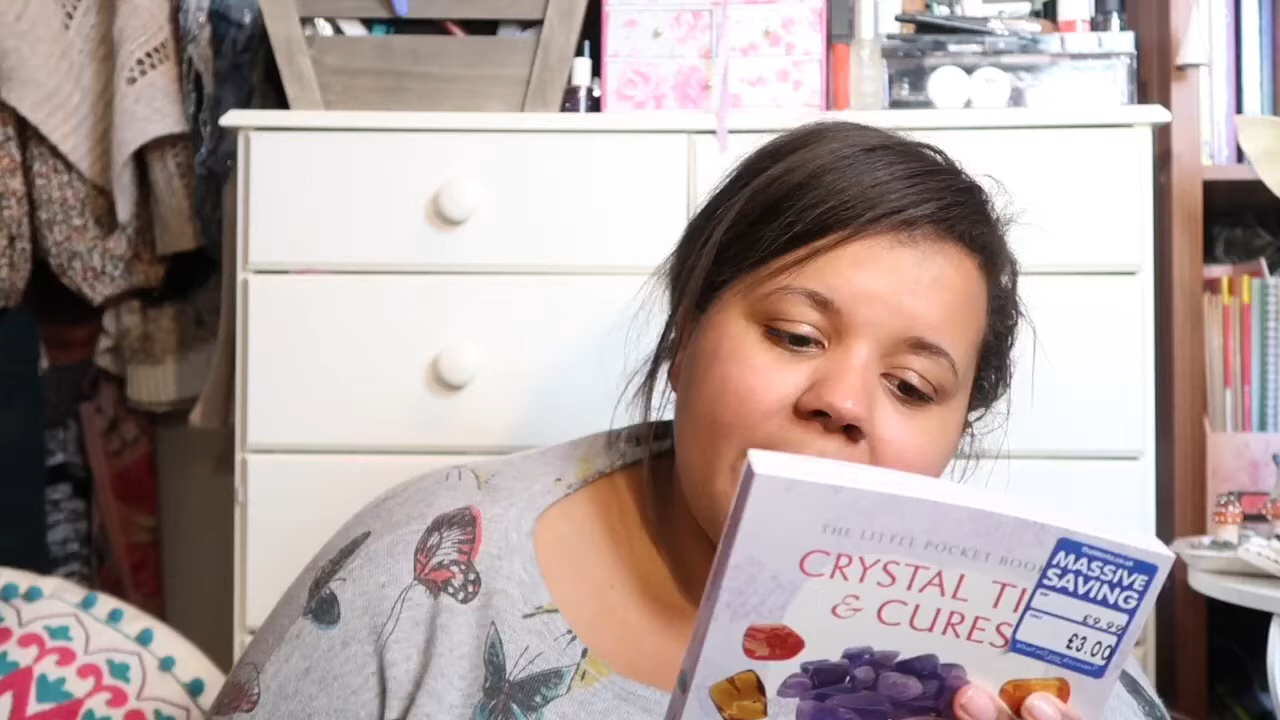 THE LITTLE POCKET BOOK
CRYSTAL TI
& CURES
MASSIVE
SAVING
£9.99
£3.00